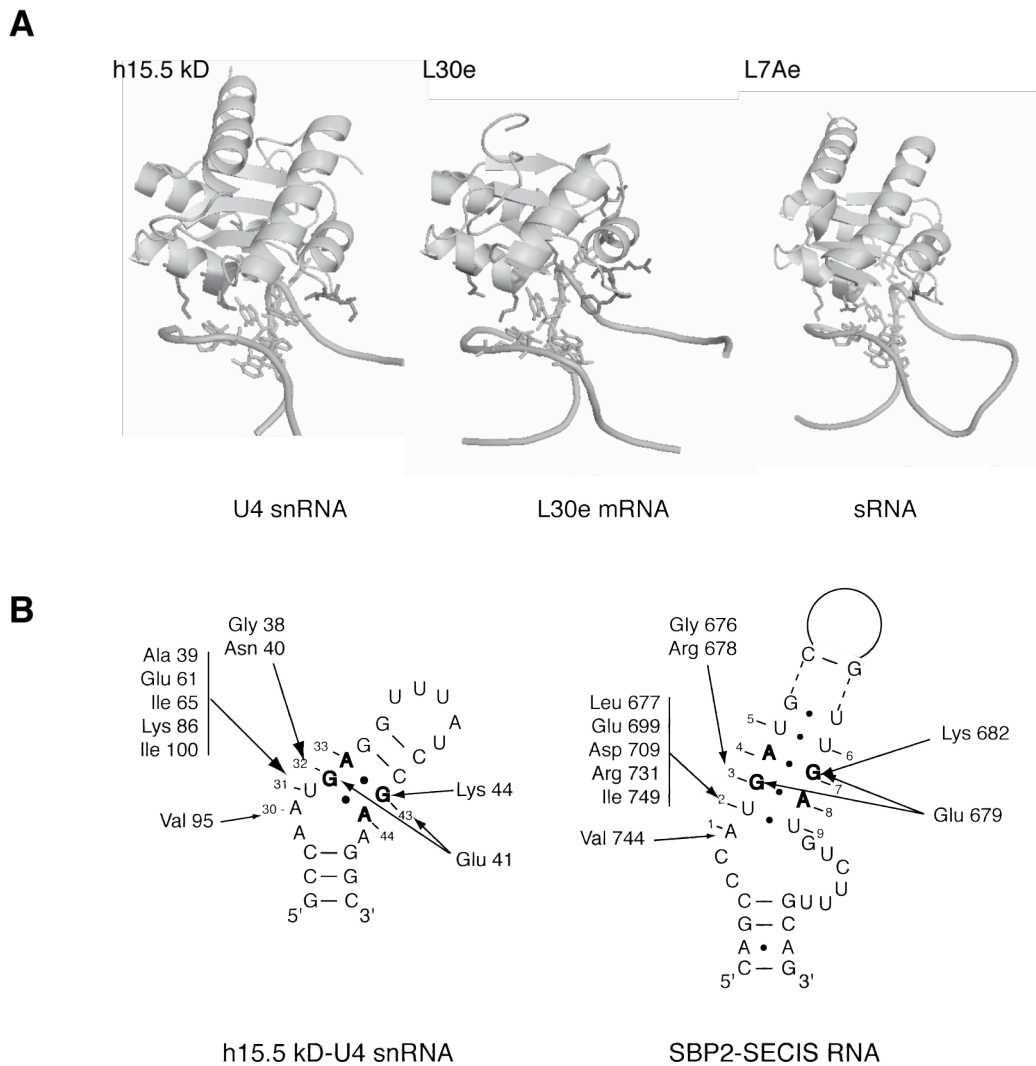 A
h15.5 kD
L30e
L7Ae
U4 snRNA
L30e mRNA
sRNA
B
Gly 38
Asn 40
Ala 39
Glu 61
Ile 65
Lys 86
Ile 100
Val 95
Lys 44
Glu 41
30
31
32
33
43
44
U U U
G A
A G C U
U G C G
A A
A A
C G
C G
5' G C 3'
Gly 676
Arg 678
Leu 677
Glu 699
Asp 709
Arg 731
Ile 749
Val 744
Lys 682
Glu 679
1
2
3
4
5
6
7
8
9
C G
G U
U U
A G
G A
U U
A G U
C C
C U
C G U U
G C
A A
5' C G 3'
h15.5 kD-U4 snRNA
SBP2-SECIS RNA